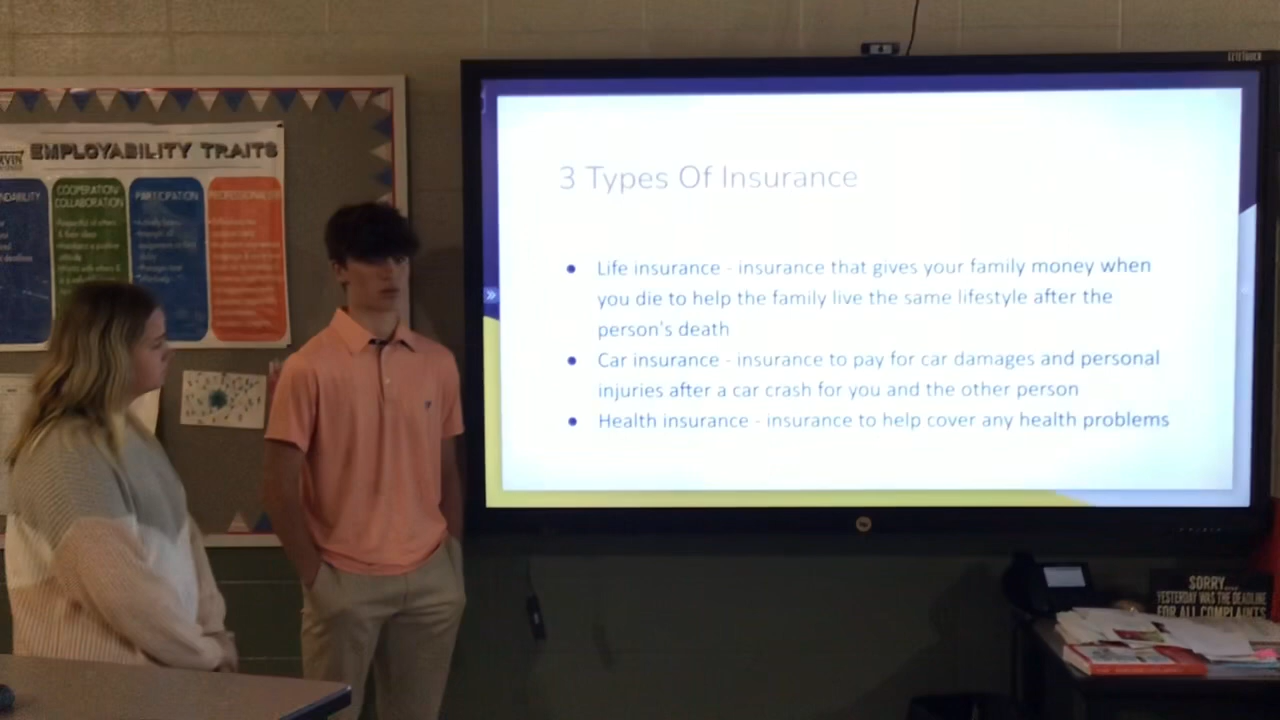 EMPLOYABILITY TRAITS
COOPERATION/
COLLABORATION
PARTICIPATION
3 Types Of Insurance
Life insurance - insurance that gives your family money when
you die to help the family live the same lifestyle after the
person's death
Car insurance - insurance to pay for car damages and personal
injuries after a car crash for you and the other person
Health insurance - insurance to help cover any health problems
SORRY
YESTERDAY WAS THE DEADLINE
FOR ALL COMPLAINTS